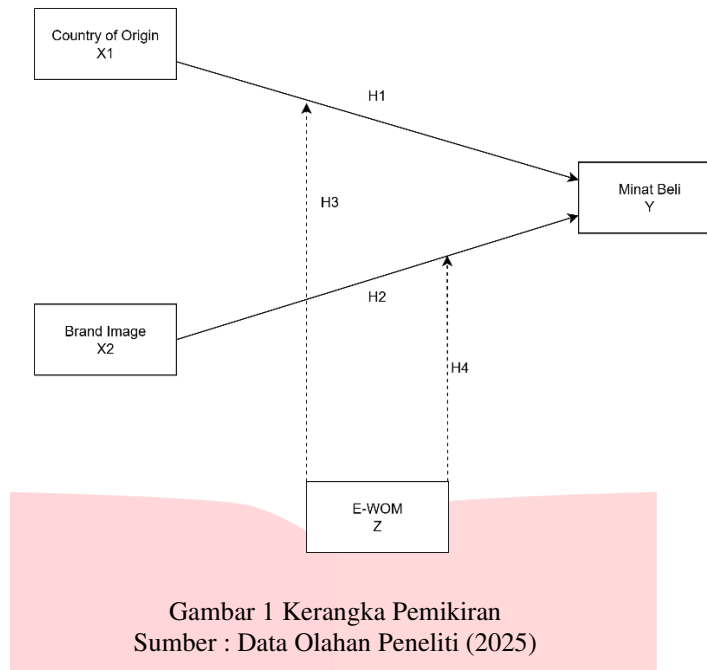 Country of Origin
X1
H1
Minat Beli
Y
H3
H2
Brand Image
X2
H4
E-WOM
Z
Gambar 1 Kerangka Pemikiran
Sumber : Data Olahan Peneliti (2025)